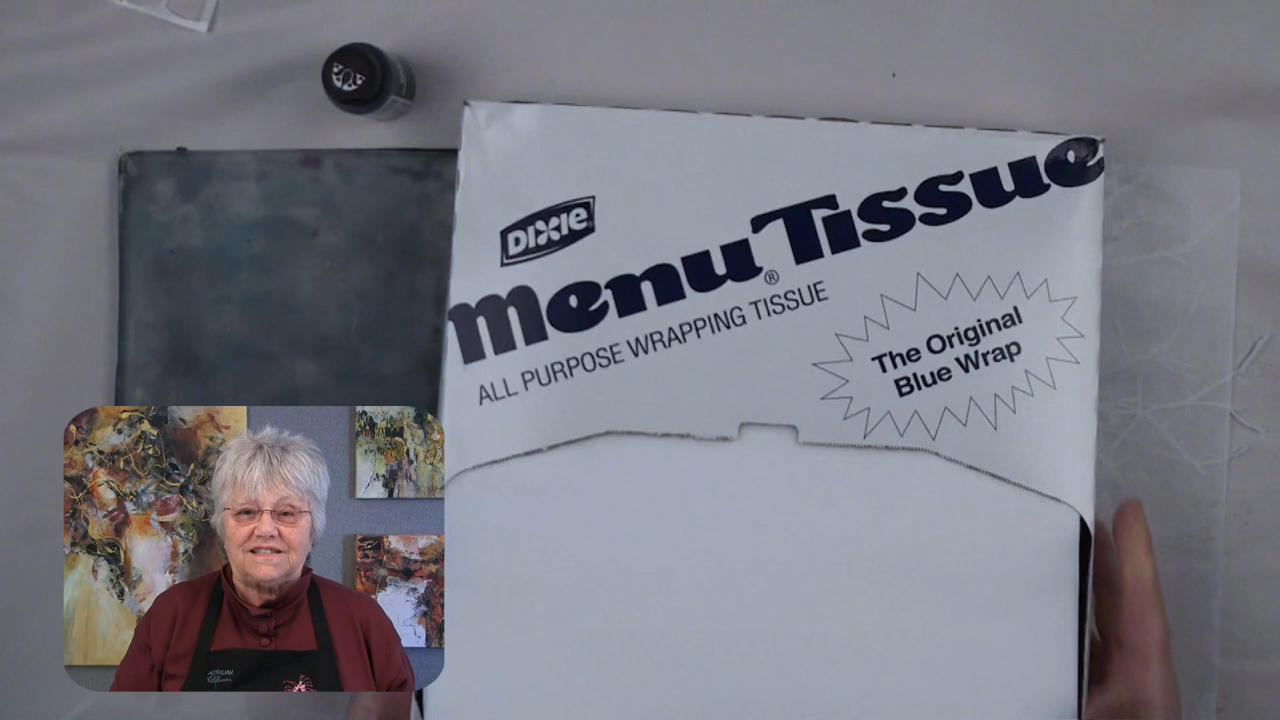 DIXIE
Menu Tissue
®
ALL PURPOSE WRAPPING TISSUE
The Original
Blue Wrap